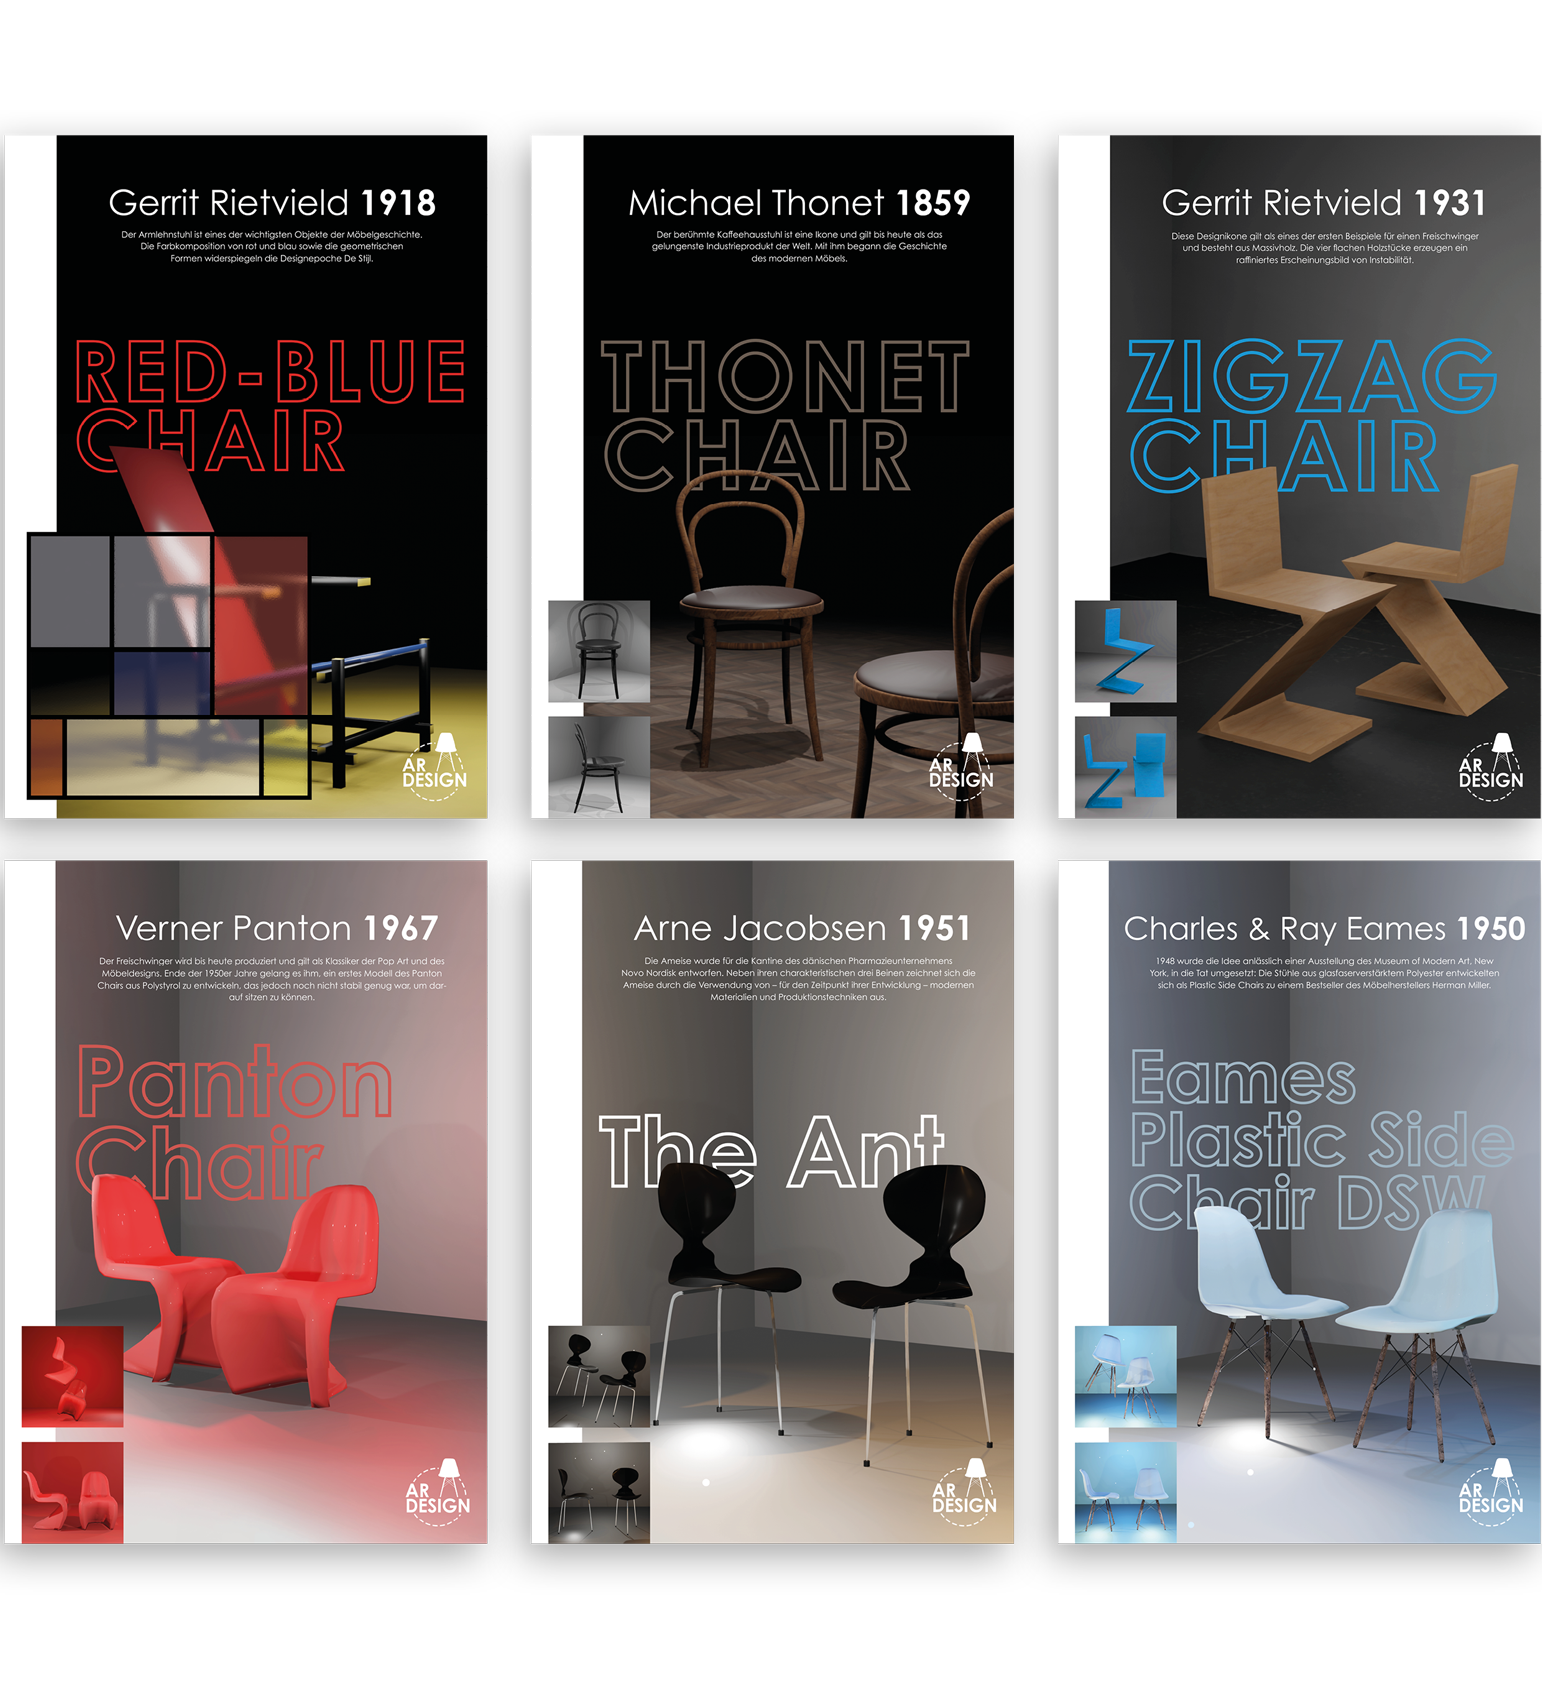 Gerrit Rietvield 1918
Der Armlehnstuhl ist eines der wichtigsten Objekte der Möbelgeschichte.
Die Farbkomposition von rot und blau sowie die geometrischen
Formen widerspiegeln die Designepoche De Stijl.
RED-BLUE
CHAIR
AR
DESIGN
Michael Thonet 1859
Der berühmte Kaffeehausstuhl ist eine Ikone und gilt bis heute als das
gelungenste Industrieprodukt der Welt. Mit ihm begann die Geschichte
des modernen Möbels.
THONET
CHAIR
AR
DESIGN
Gerrit Rietvield 1931
Diese Designikone gilt als eines der ersten Beispiele für einen Freischwinger
und besteht aus Massivholz. Die vier flachen Holzstücke erzeugen ein
raffiniertes Erscheinungsbild von Instabilität.
ZIGZAG
CHAIR
AR
DESIGN
Verner Panton 1967
Der Freischwinger wird bis heute produziert und gilt als Klassiker der Pop Art und des
Möbeldesigns. Ende der 1950er Jahre gelang es ihm, ein erstes Modell des Panton
Chairs aus Polystyrol zu entwickeln, das jedoch noch nicht stabil genug war, um dar-
auf sitzen zu können.
Panton
Chair
AR
DESIGN
Arne Jacobsen 1951
Die Ameise wurde für die Kantine des dänischen Pharmazieunternehmens
Novo Nordisk entworfen. Neben ihren charakteristischen drei Beinen zeichnet sich die
Ameise durch die Verwendung von – für den Zeitpunkt ihrer Entwicklung – modernen
Materialien und Produktionstechniken aus.
The Ant
AR
DESIGN
Charles & Ray Eames 1950
1948 wurde die Idee anlässlich einer Ausstellung des Museum of Modern Art, New
York, in die Tat umgesetzt: Die Stühle aus glasfaserverstärktem Polyester entwickelten
sich als Plastic Side Chairs zu einem Bestseller des Möbelherstellers Herman Miller.
Eames
Plastic Side
Chair DSW
AR
DESIGN